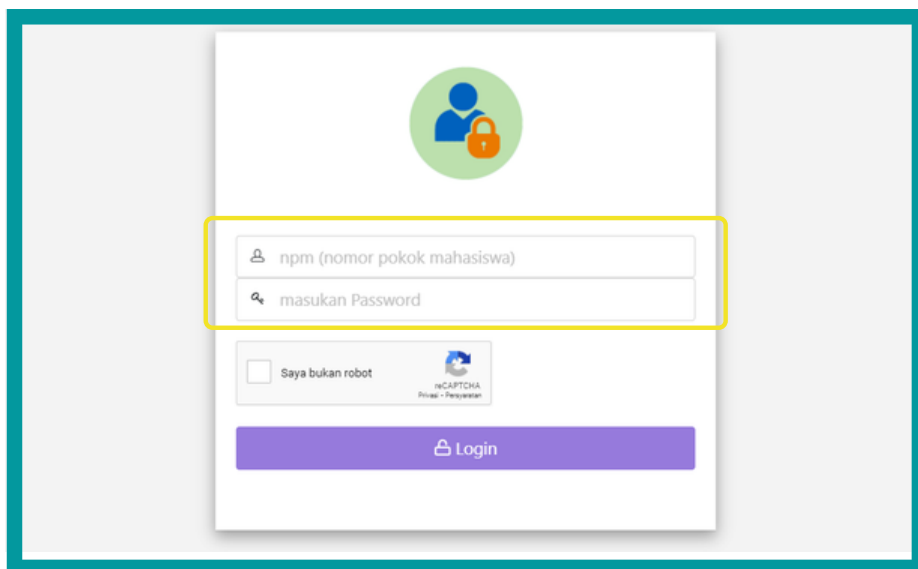 npm (nomor pokok mahasiswa)
masukan Password
Saya bukan robot
reCAPTCHA
Privasi - Persyaratan
Login